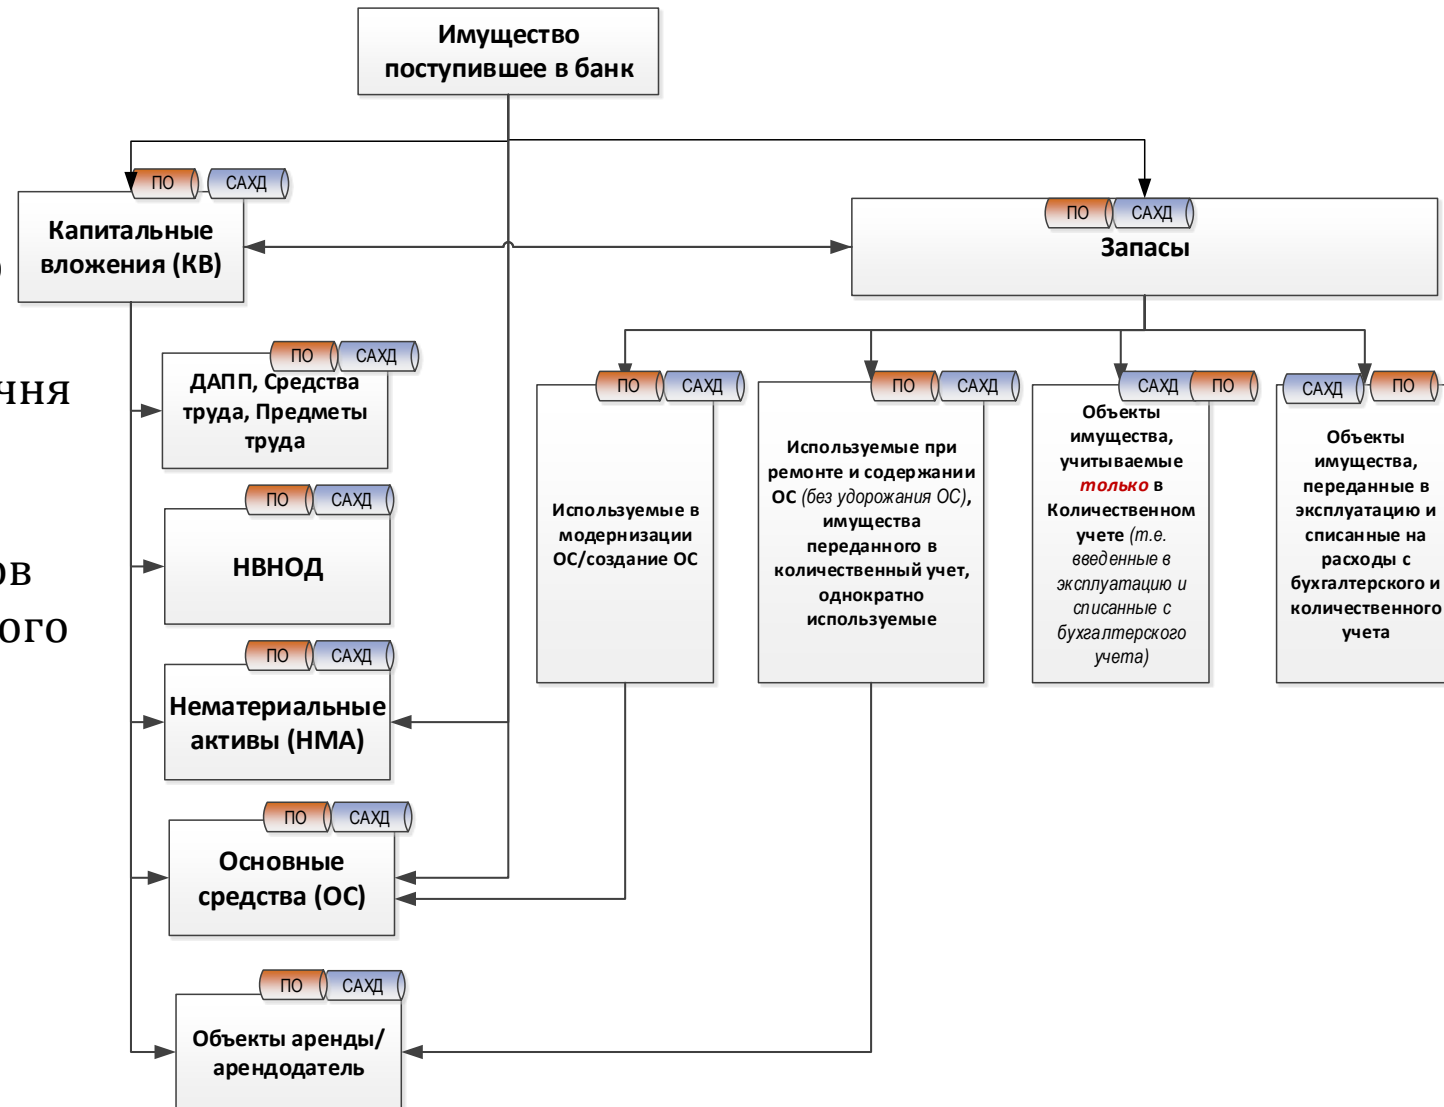 Имущество
поступившее в банк
ПО
САХД
Капитальные
вложения (КВ)
ПО
САХД
Запасы
ПО
САХД
ДАПП, Средства
труда, Предметы
труда
ПО
САХД
НВНОД
ПО
САХД
Нематериальные
активы (НМА)
ПО
САХД
Основные
средства (ОС)
ПО
САХД
Объекты аренды/
арендодатель
ПО
САХД
Используемые в
модернизации
ОС/создание ОС
ПО
САХД
Используемые при
ремонте и содержании
ОС (без удорожания ОС),
имущества
переданного в
количественный учет,
однократно
используемые
САХД
ПО
Объекты
имущества,
учитываемые
только в
Количественном
учете (т.е.
введенные в
эксплуатацию и
списанные с
бухгалтерского
учета)
САХД
ПО
Объекты
имущества,
переданные в
эксплуатацию и
списанные на
расходы с
бухгалтерского и
количественного
учета
чня
ов
ого